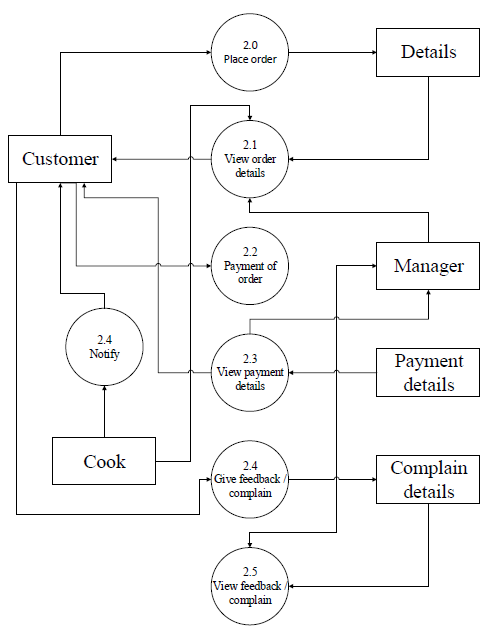 2.0
Place order
Details
2.1
View order
details
Customer
2.2
Payment of
order
Manager
2.4
Notify
2.3
View payment
details
Payment
details
Cook
2.4
Give feedback /
complain
Complain
details
2.5
View feedback /
complain